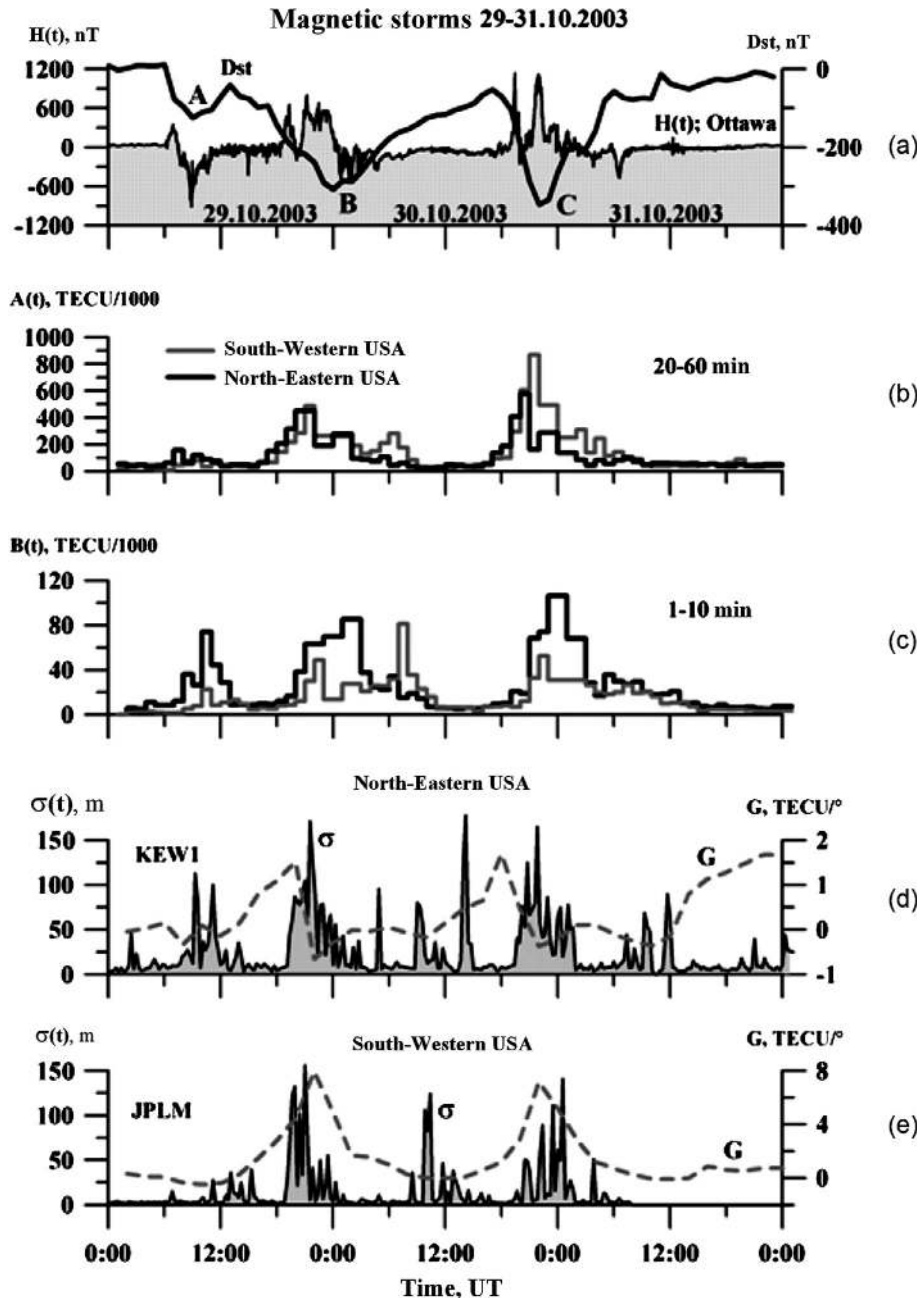 Magnetic storms 29-31.10.2003
H(t), nT
Dst, nT
1200
600
0
-600
-1200
A
Dst
B
C
H(t); Ottawa
29.10.2003
30.10.2003
31.10.2003
0
-200
-400
(a)
A(t), TECU/1000
1000
800
600
400
200
0
South-Western USA
North-Eastern USA
20-60 min
(b)
B(t), TECU/1000
120
80
40
0
1-10 min
(c)
North-Eastern USA
σ(t), m
G, TECU/°
150
100
50
0
KEW1
σ
G
2
1
0
-1
(d)
σ(t), m
South-Western USA
G, TECU/°
150
100
50
0
JPLM
σ
G
8
4
0
(e)
0:00 12:00 0:00 12:00 0:00 12:00 0:00
Time, UT